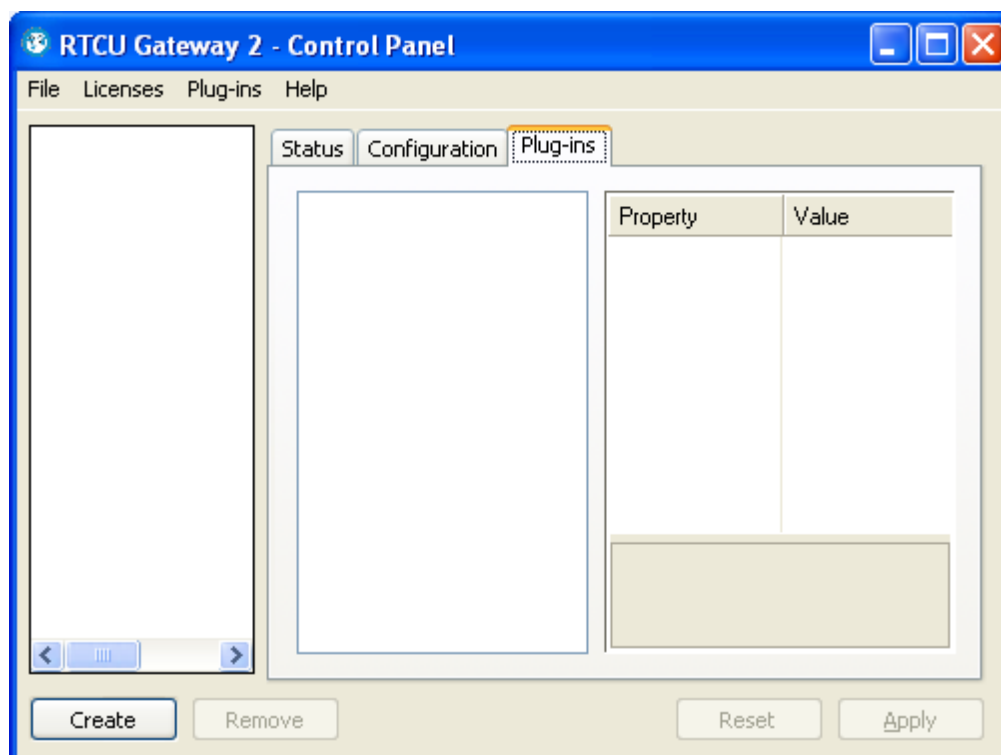 RTCU Gateway 2 - Control Panel
File Licenses Plug-ins Help
Status Configuration Plug-ins
Property Value
Create Remove Reset Apply